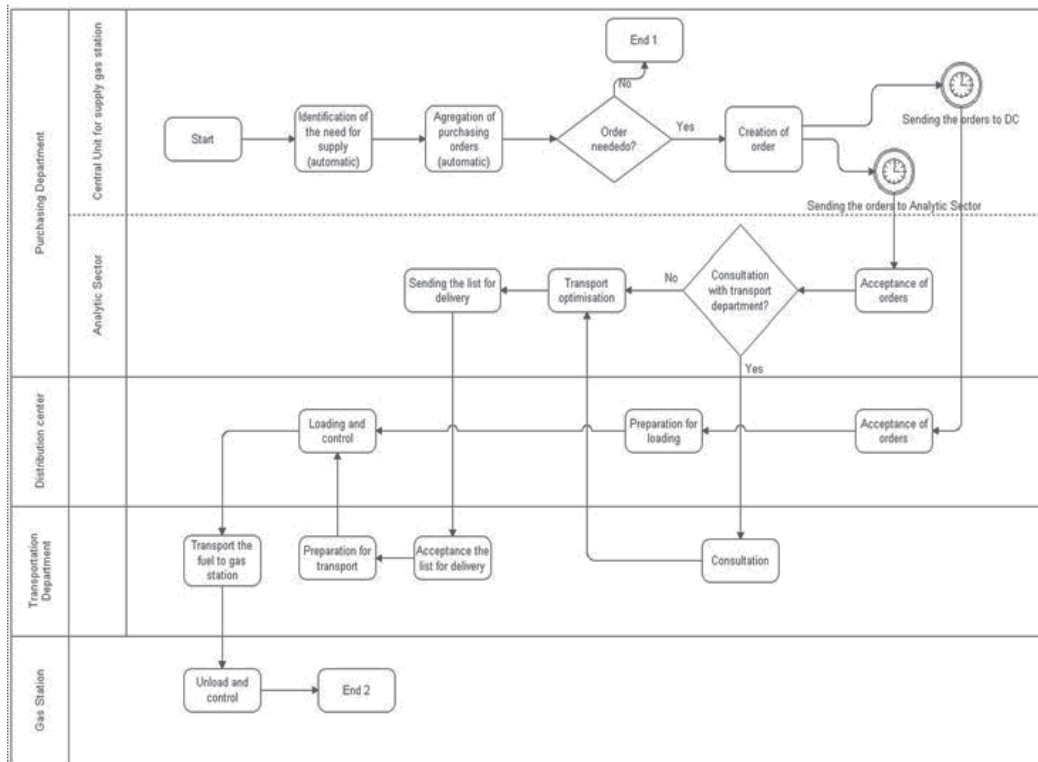 Purchasing Department
Central Unit for supply gas station
Start
Identification of
the need for
supply
(automatic)
Agregation of
purchasing
orders
(automatic)
Order
neededo?
No
End 1
Yes
Creation of
order
Sending the orders to DC
Sending the orders to Analytic Sector
Analytic Sector
Sending the list for
delivery
Transport
optimisation
No
Consultation
with transport
department?
Acceptance of
orders
Yes
Distribution center
Loading and
control
Preparation for
loading
Acceptance of
orders
Transportation
Department
Transport the
fuel to gas
station
Preparation for
transport
Acceptance the
list for delivery
Consultation
Gas Station
Unload and
control
End 2